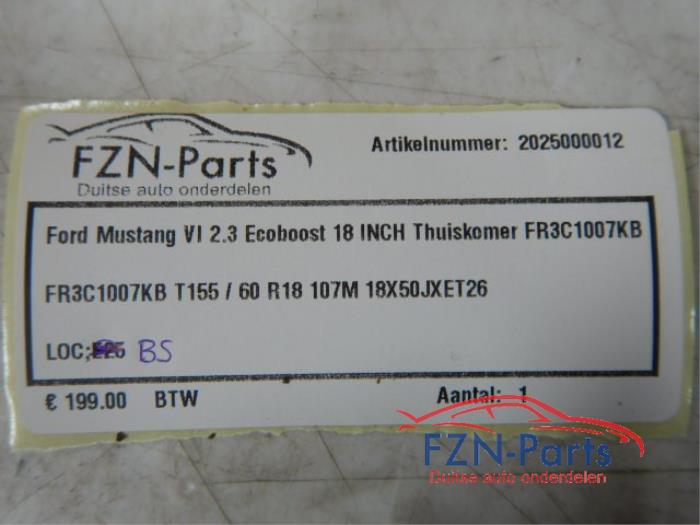 FZN-Parts
Duitse auto onderdelen
Artikelnummer: 2025000012
Ford Mustang VI 2.3 Ecoboost 18 INCH Thuiskomer FR3C1007KB
FR3C1007KB T155 / 60 R18 107M 18X50JXET26
LOC; BS
€ 199.00 BTW
Aantal: 1
FZN-Parts
Duitse auto onderdelen